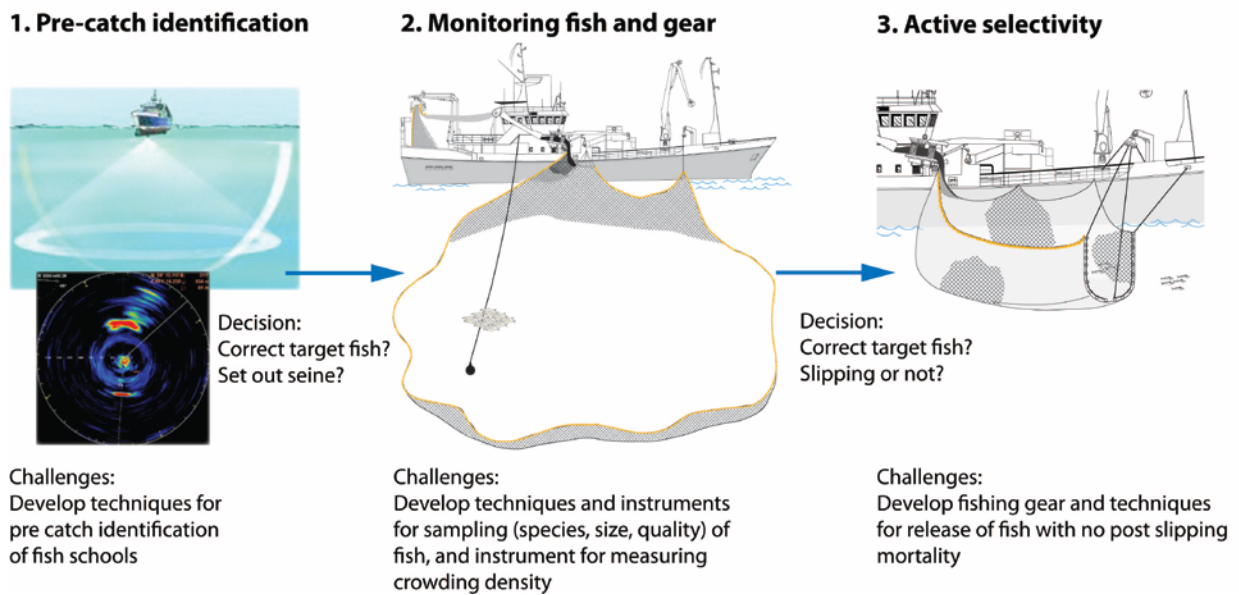 1. Pre-catch identification
2. Monitoring fish and gear
3. Active selectivity
Decision:
Correct target fish?
Set out seine?
Decision:
Correct target fish?
Slipping or not?
Challenges:
Develop techniques for
pre catch identification
of fish schools
Challenges:
Develop techniques and instruments
for sampling (species, size, quality) of
fish, and instrument for measuring
crowding density
Challenges:
Develop fishing gear and techniques
for release of fish with no post slipping
mortality